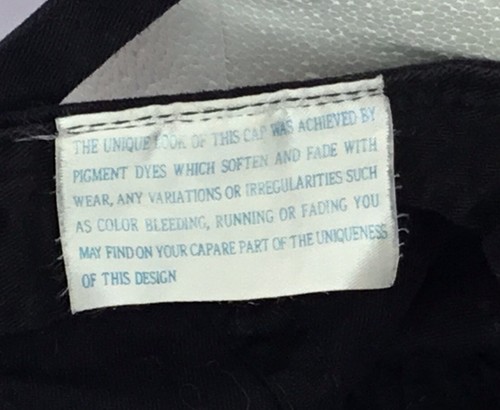 THE UNIQUE LOOK OF THIS CAP WAS ACHIEVED BY
PIGMENT DYES WHICH SOFTEN AND FADE WITH
WEAR, ANY VARIATIONS OR IRREGULARITIES SUCH
AS COLOR BLEEDING, RUNNING OR FADING YOU
MAY FIND ON YOUR CAP ARE PART OF THE UNIQUENESS
OF THIS DESIGN